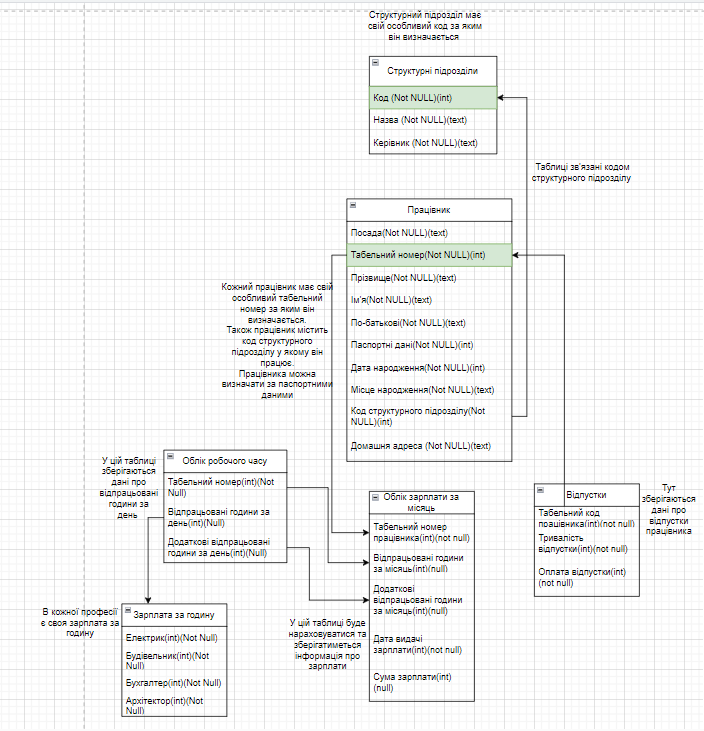 Структурний підрозділ має
свій особливий код за яким
він визначається
Структурні підрозділи
Код (Not NULL)(int)
Назва (Not NULL)(text)
Керівник (Not NULL)(text)
Таблиці зв'язані кодом
структурного підрозділу
Працівник
Посада(Not NULL)(text)
Табельний номер(Not NULL)(int)
Прізвище(Not NULL)(text)
Ім'я(Not NULL)(text)
По-батькові(Not NULL)(text)
Паспортні дані(Not NULL)(int)
Дата народження(Not NULL)(int)
Місце народження(Not NULL)(text)
Код структурного підрозділу(Not
NULL)(int)
Домашня адреса (Not NULL)(text)
Кожний працівник має свій
особливий табельний
номер за яким він
визначається.
Також працівник містить
код структурного
підрозділу у якому він
працює.
Працівника можна
визначати за паспортними
даними
У цій таблиці
зберігаються
дані про
відпрацьовані
години за
день
Облік робочого часу
Табельний номер(int)(Not
Null)
Відпрацьовані години за
день(int)(Null)
Додаткові відпрацьовані
години за день(int)(Null)
Облік зарплати за
місяць
Табельний номер
працівника(int)(not null)
Відпрацьовані години
за місяць(int)(null)
Додаткові
відпрацьовані години
за місяць(int)(null)
Дата видачі
зарплати(int)(not null)
Сума зарплати(int)
(null)
Відпустки
Табельний код
працівника(int)(not null)
Тривалість
відпустки(int)(not null)
Оплата відпустки(int)
(not null)
Тут
зберігаються
дані про
відпустки
працівника
В кожної професії
є своя зарплата за
годину
Зарплата за годину
Електрик(int)(Not Null)
Будівельник(int)(Not
Null)
Бухгалтер(int)(Not Null)
Архітектор(int)(Not
Null)
У цій таблиці буде
нараховуватися та
зберігатиметься
інформація про
зарплати